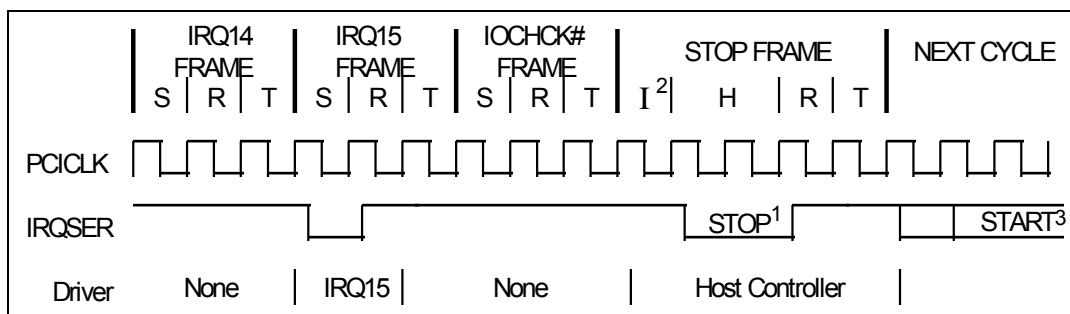 IRQ14 IRQ15 IOCHCK#
FRAME FRAME FRAME STOP FRAME NEXT CYCLE
S R T S R T S R T I² H R T
PCICLK
IRQSER STOP¹ START³
Driver None IRQ15 None Host Controller